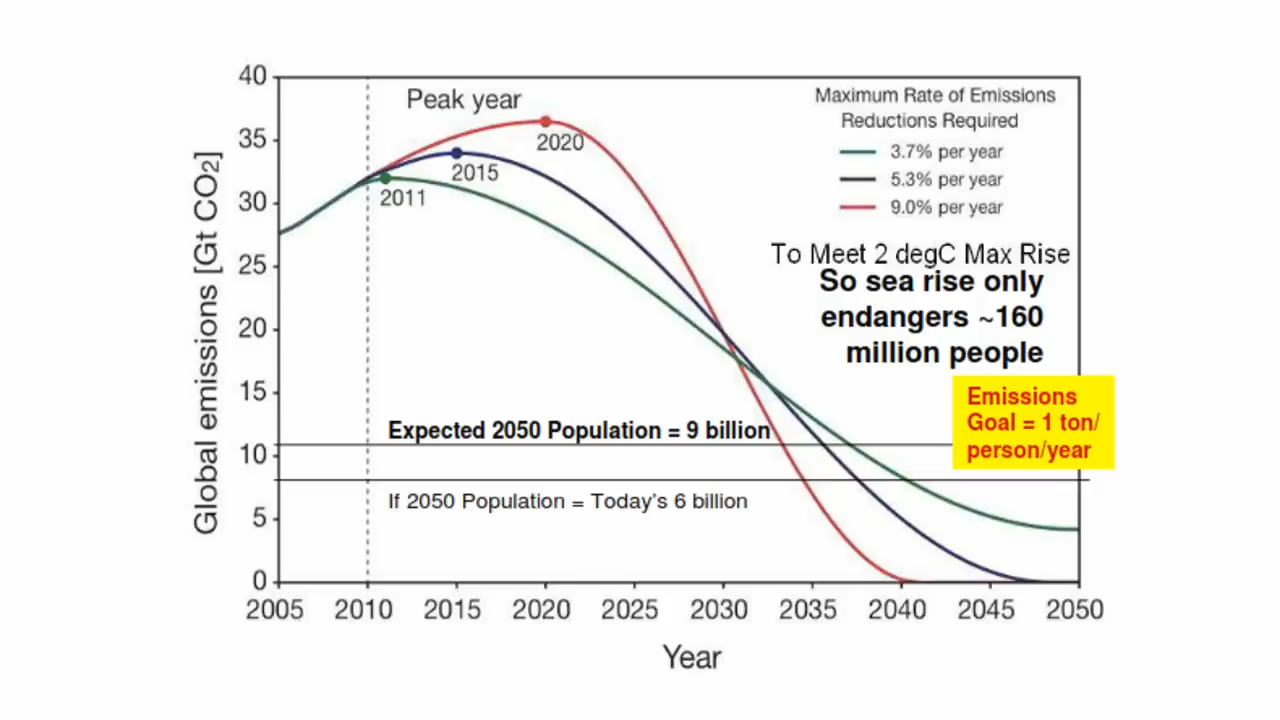 40
35
30
25
20
15
10
5
0
Global emissions [Gt CO2]
Peak year
2020
2015
2011
Maximum Rate of Emissions
Reductions Required
3.7% per year
5.3% per year
9.0% per year
To Meet 2 degC Max Rise
So sea rise only
endangers ~160
million people
Emissions
Goal = 1 ton/
person/year
Expected 2050 Population = 9 billion
If 2050 Population = Today's 6 billion
2005 2010 2015 2020 2025 2030 2035 2040 2045 2050
Year